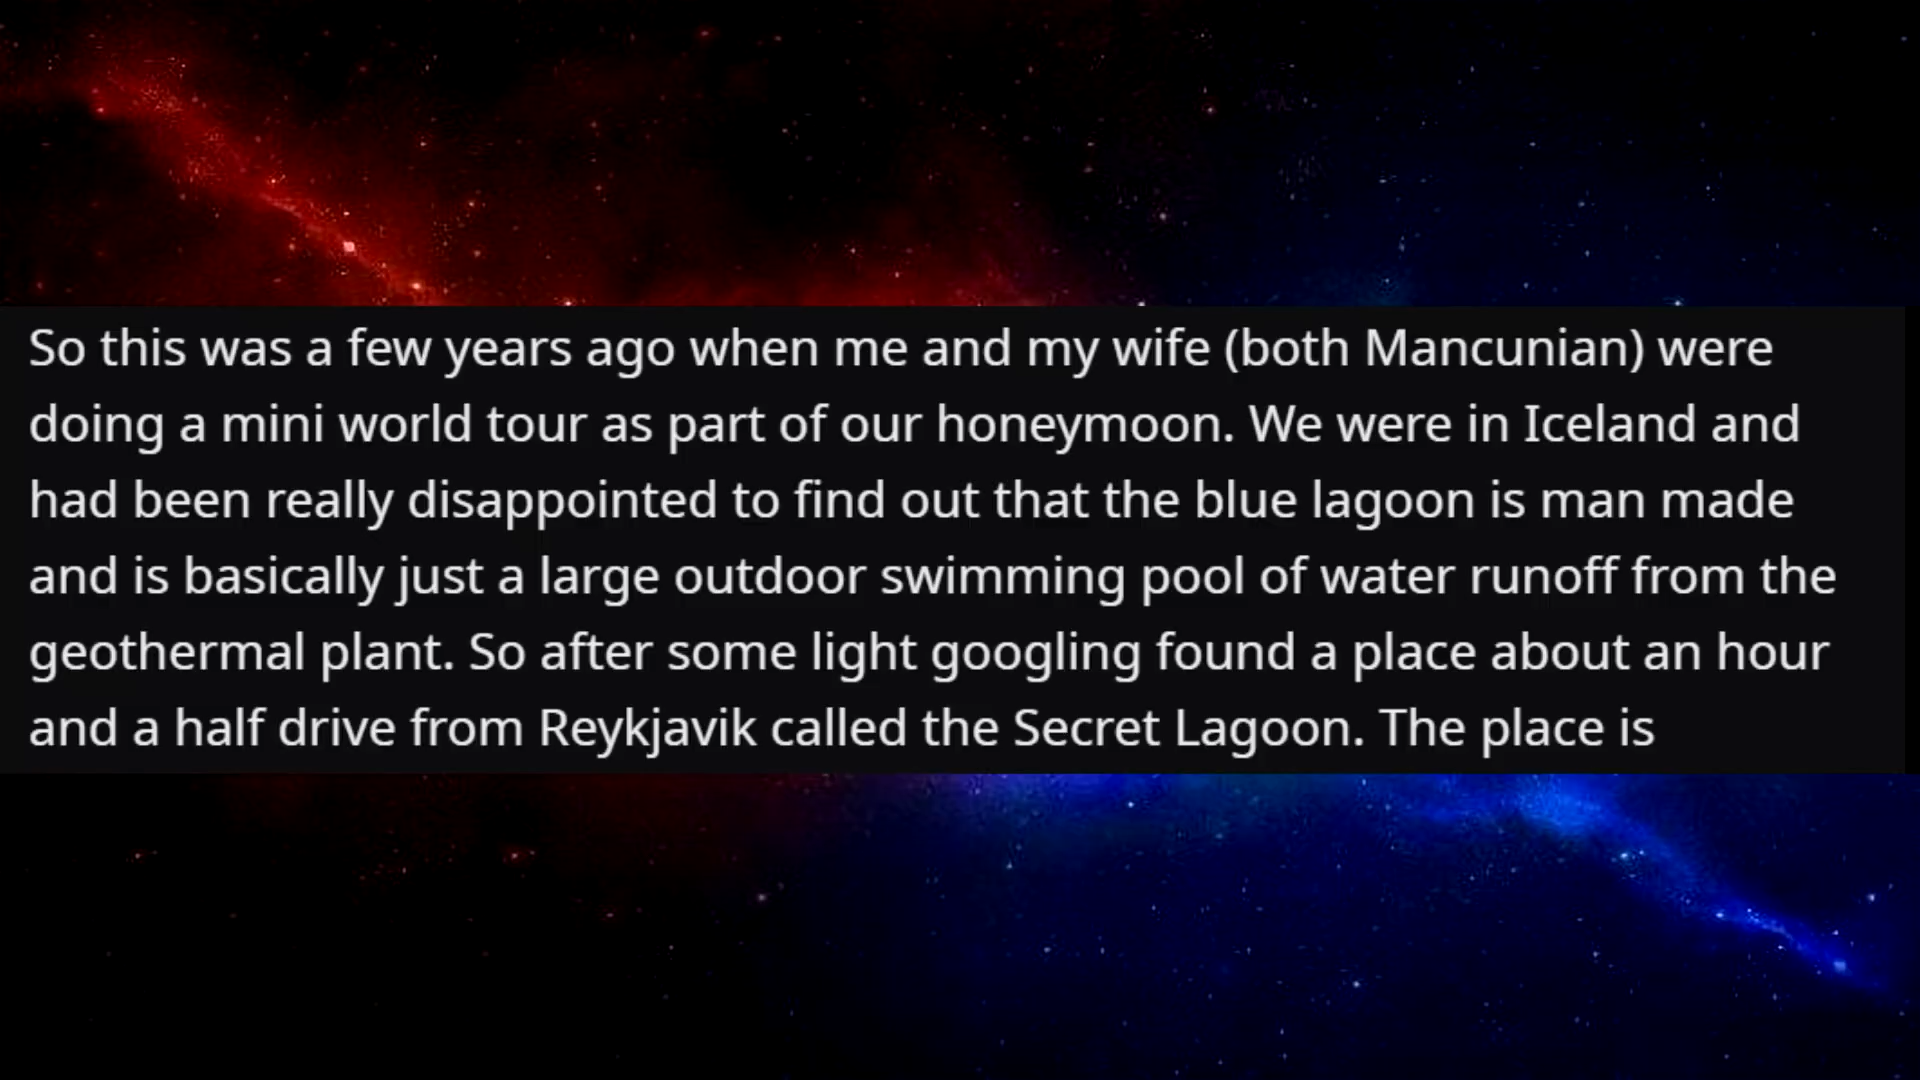 So this was a few years ago when me and my wife (both Mancunian) were
doing a mini world tour as part of our honeymoon. We were in Iceland and
had been really disappointed to find out that the blue lagoon is man made
and is basically just a large outdoor swimming pool of water runoff from the
geothermal plant. So after some light googling found a place about an hour
and a half drive from Reykjavik called the Secret Lagoon. The place is